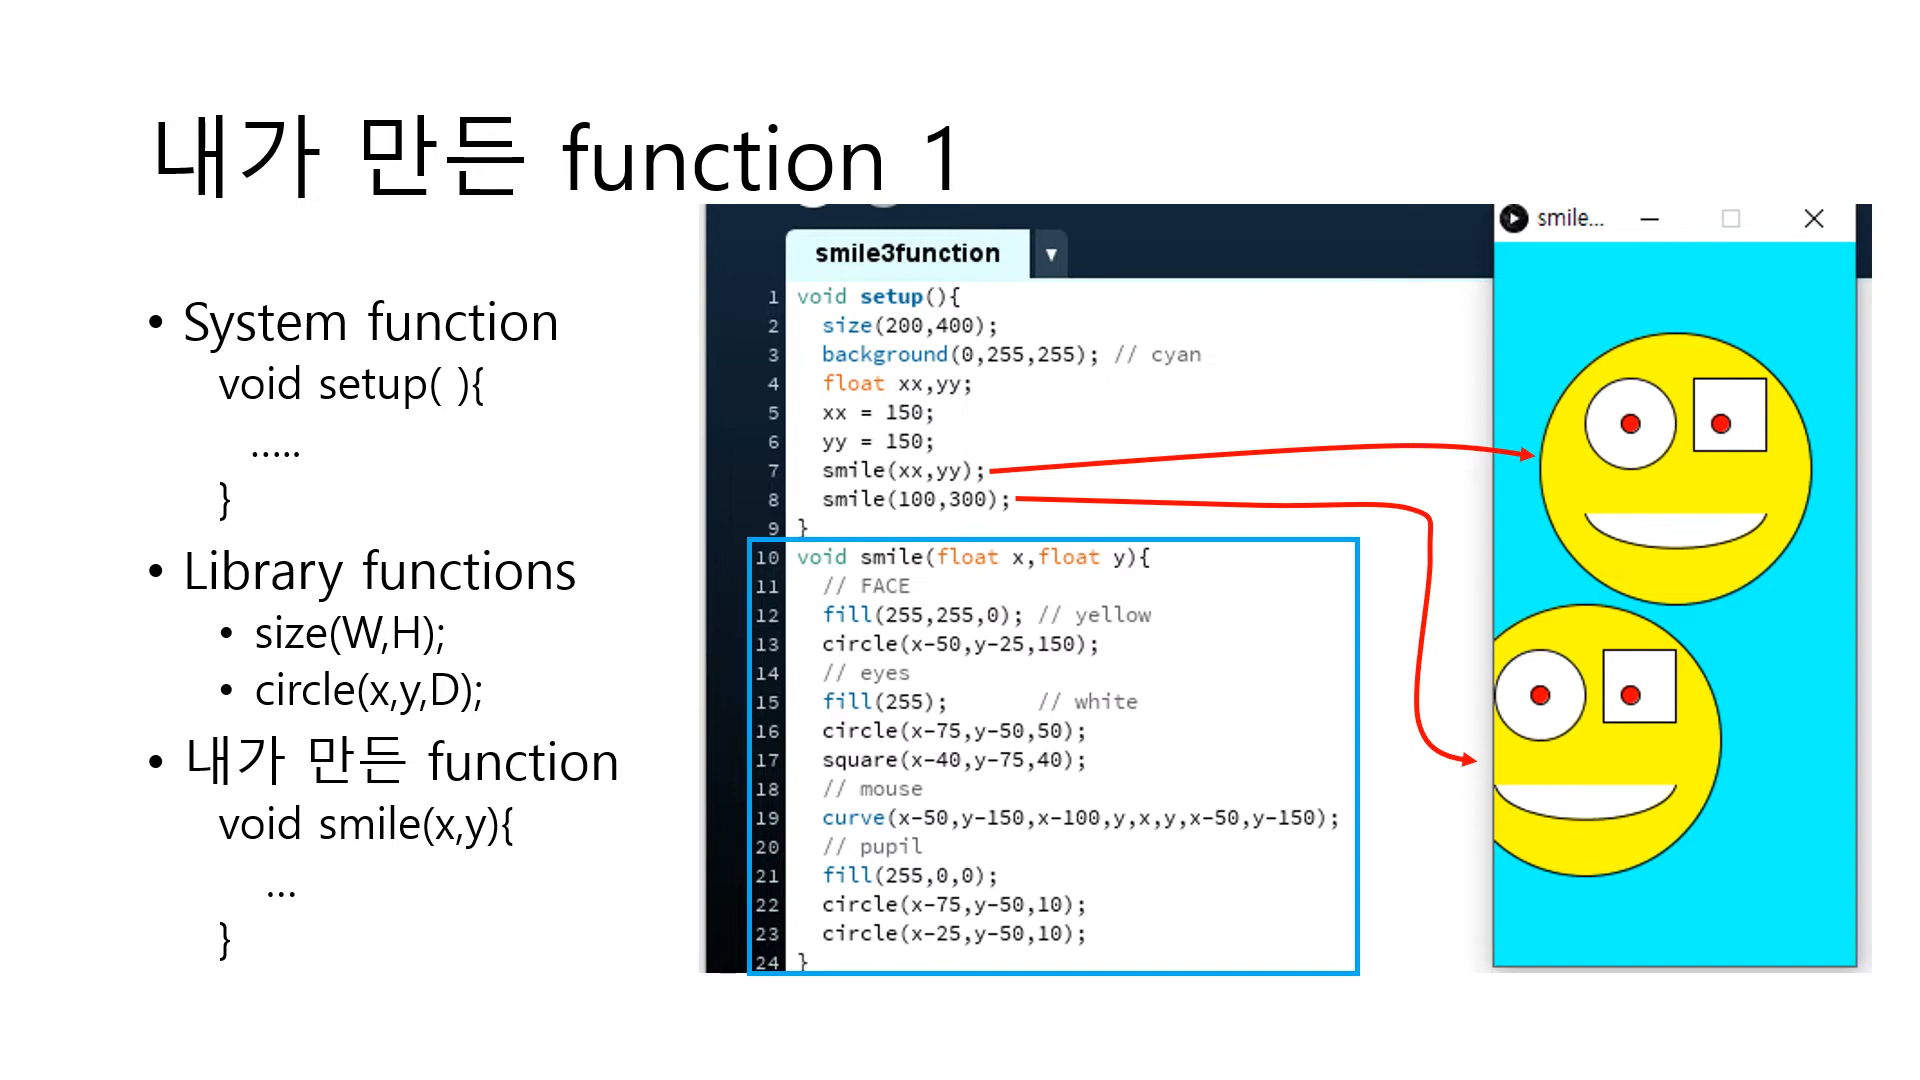 내가 만든 function 1
• System function
void setup( ){
.....
}
• Library functions
• size(W,H);
• circle(x,y,D);
• 내가 만든 function
void smile(x,y){
...
}
smile3function
▼
1 void setup(){
2 size(200,400);
3 background(0,255,255); // cyan
4 float xx,yy;
5 xx = 150;
6 yy = 150;
7 smile(xx,yy);
8 smile(100,300);
9 }
10 void smile(float x,float y){
11 // FACE
12 fill(255,255,0); // yellow
13 circle(x-50,y-25,150);
14 // eyes
15 fill(255); // white
16 circle(x-75,y-50,50);
17 square(x-40,y-75,40);
18 // mouse
19 curve(x-50,y-150,x-100,y,x,y,x-50,y-150);
20 // pupil
21 fill(255,0,0);
22 circle(x-75,y-50,10);
23 circle(x-25,y-50,10);
24 }
smile...